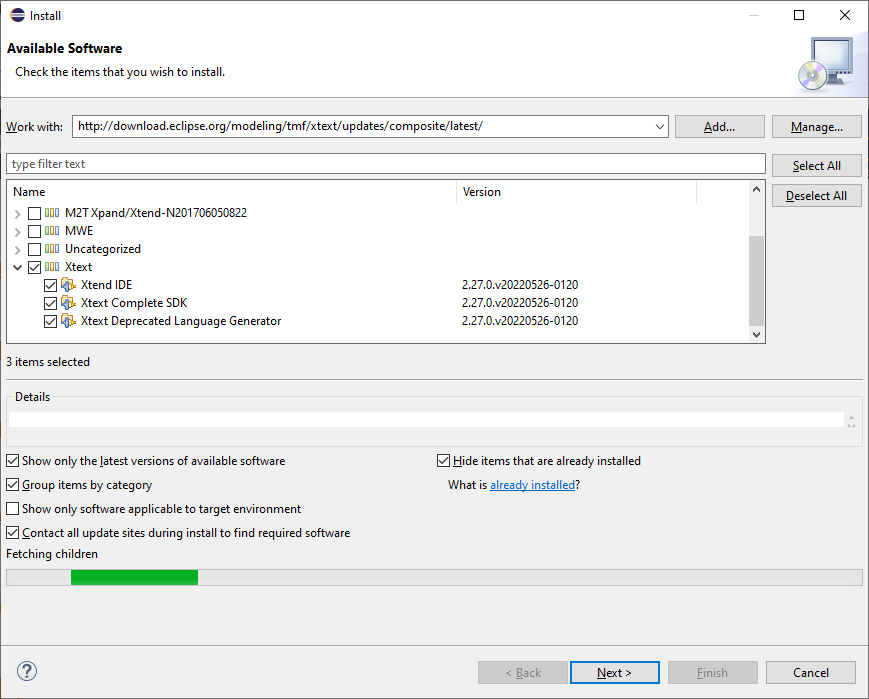 Install
Available Software
Check the items that you wish to install.
Work with: http://download.eclipse.org/modeling/tmf/xtext/updates/composite/latest/ Add... Manage...
type filter text Select All
Name Version Deselect All
M2T Xpand/Xtend-N201706050822
MWE
Uncategorized
Xtext
Xtend IDE 2.27.0.v20220526-0120
Xtext Complete SDK 2.27.0.v20220526-0120
Xtext Deprecated Language Generator 2.27.0.v20220526-0120
3 items selected
Details
Show only the latest versions of available software Hide items that are already installed
Group items by category What is already installed?
Show only software applicable to target environment
Contact all update sites during install to find required software
Fetching children
? < Back Next > Finish Cancel